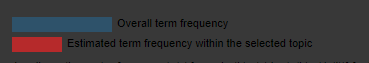 Overall term frequency
Estimated term frequency within the selected topic